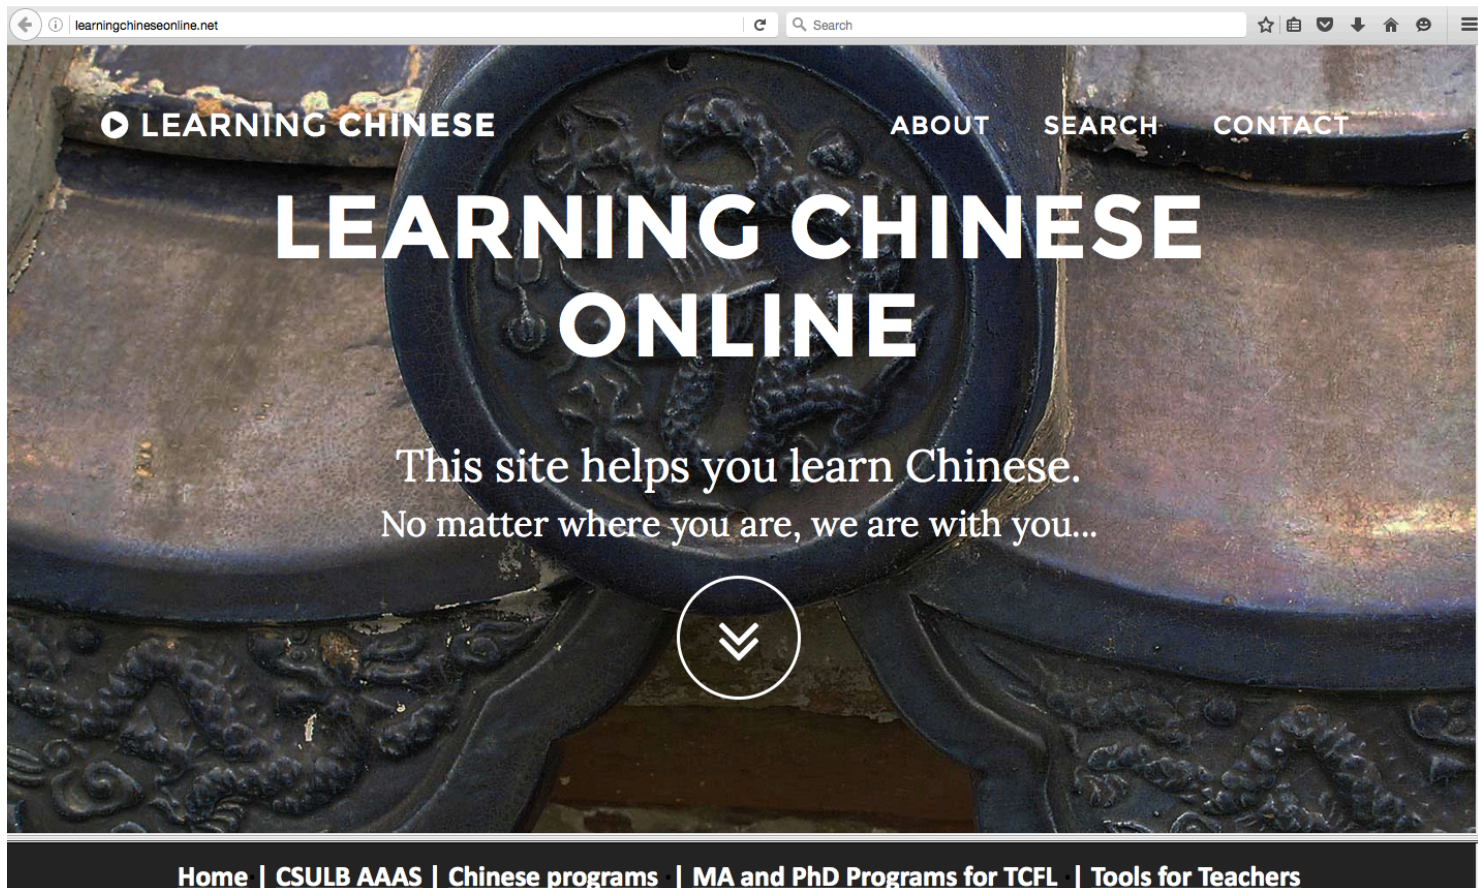 learningchineseonline.net
Search
LEARNING CHINESE
ABOUT SEARCH CONTACT
LEARNING CHINESE
ONLINE
This site helps you learn Chinese.
No matter where you are, we are with you...
Home | CSULB AAAS | Chinese programs | MA and PhD Programs for TCFL | Tools for Teachers